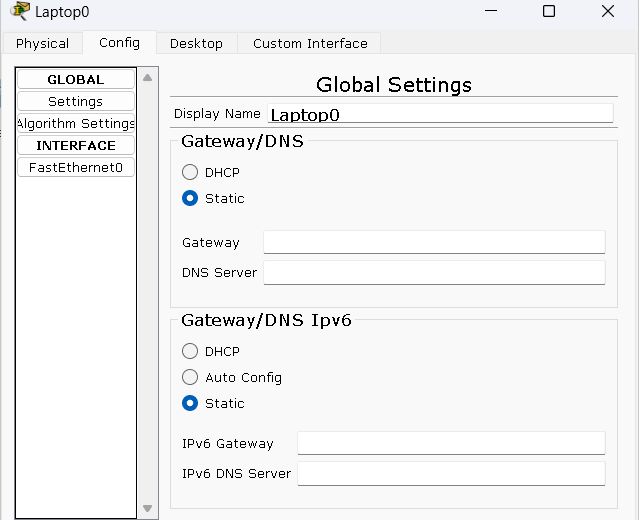 Laptop0
Physical Config Desktop Custom Interface
GLOBAL
Settings
Algorithm Settings
INTERFACE
FastEthernet0
Global Settings
Display Name Laptop0
Gateway/DNS
DHCP
Static
Gateway
DNS Server
Gateway/DNS Ipv6
DHCP
Auto Config
Static
IPv6 Gateway
IPv6 DNS Server